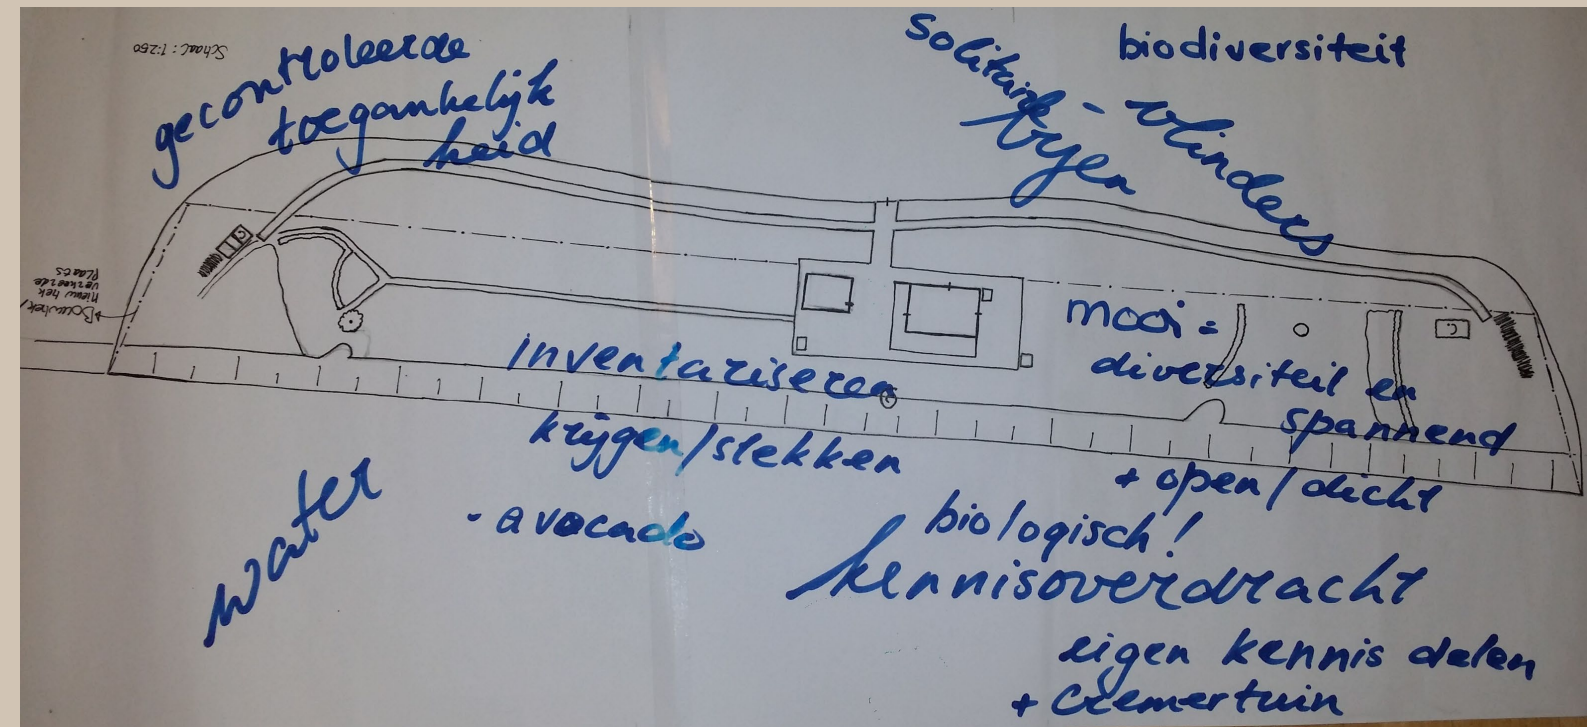 Schaal: 1:250
gecontroleerde
toegankelijk
heid
solitaire
bijen
- vlinders
biodiversiteit
Bouwhek/
nieuw hek
verkeerde
plaats
mooi =
diversiteit en
spannend
+ open/dicht
inventariseren
krijgen/stekken
- avocado
water
biologisch!
kennisoverdracht
eigen kennis delen
+ Cremertuin